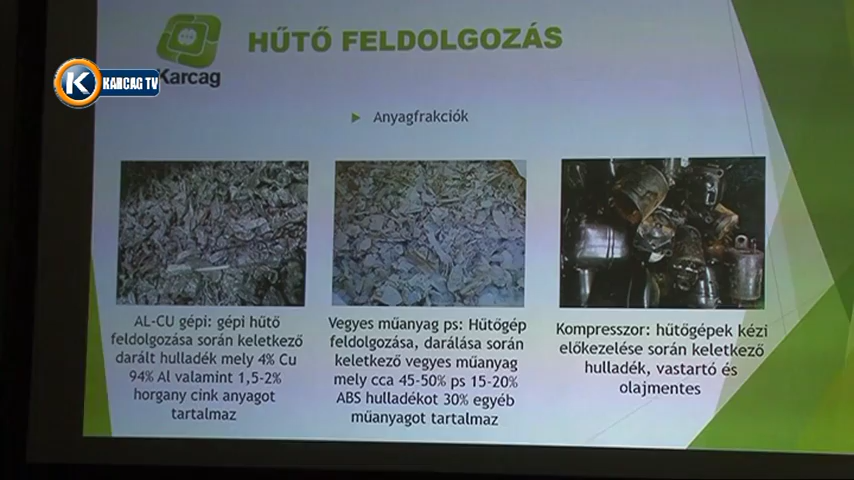 HŰTŐ FELDOLGOZÁS
Karcag
K KARCAG TV
Anyagfrakciók
AL-CU gépi: gépi hűtő
feldolgozása során keletkező
darált hulladék mely 4% Cu
94% Al valamint 1,5-2%
horgany cink anyagot
tartalmaz
Vegyes műanyag ps: Hűtőgép
feldolgozása, darálása során
keletkező vegyes műanyag
mely cca 45-50% ps 15-20%
ABS hulladékot 30% egyéb
műanyagot tartalmaz
Kompresszor: hűtőgépek kézi
előkezelése során keletkező
hulladék, vastartó és
olajmentes